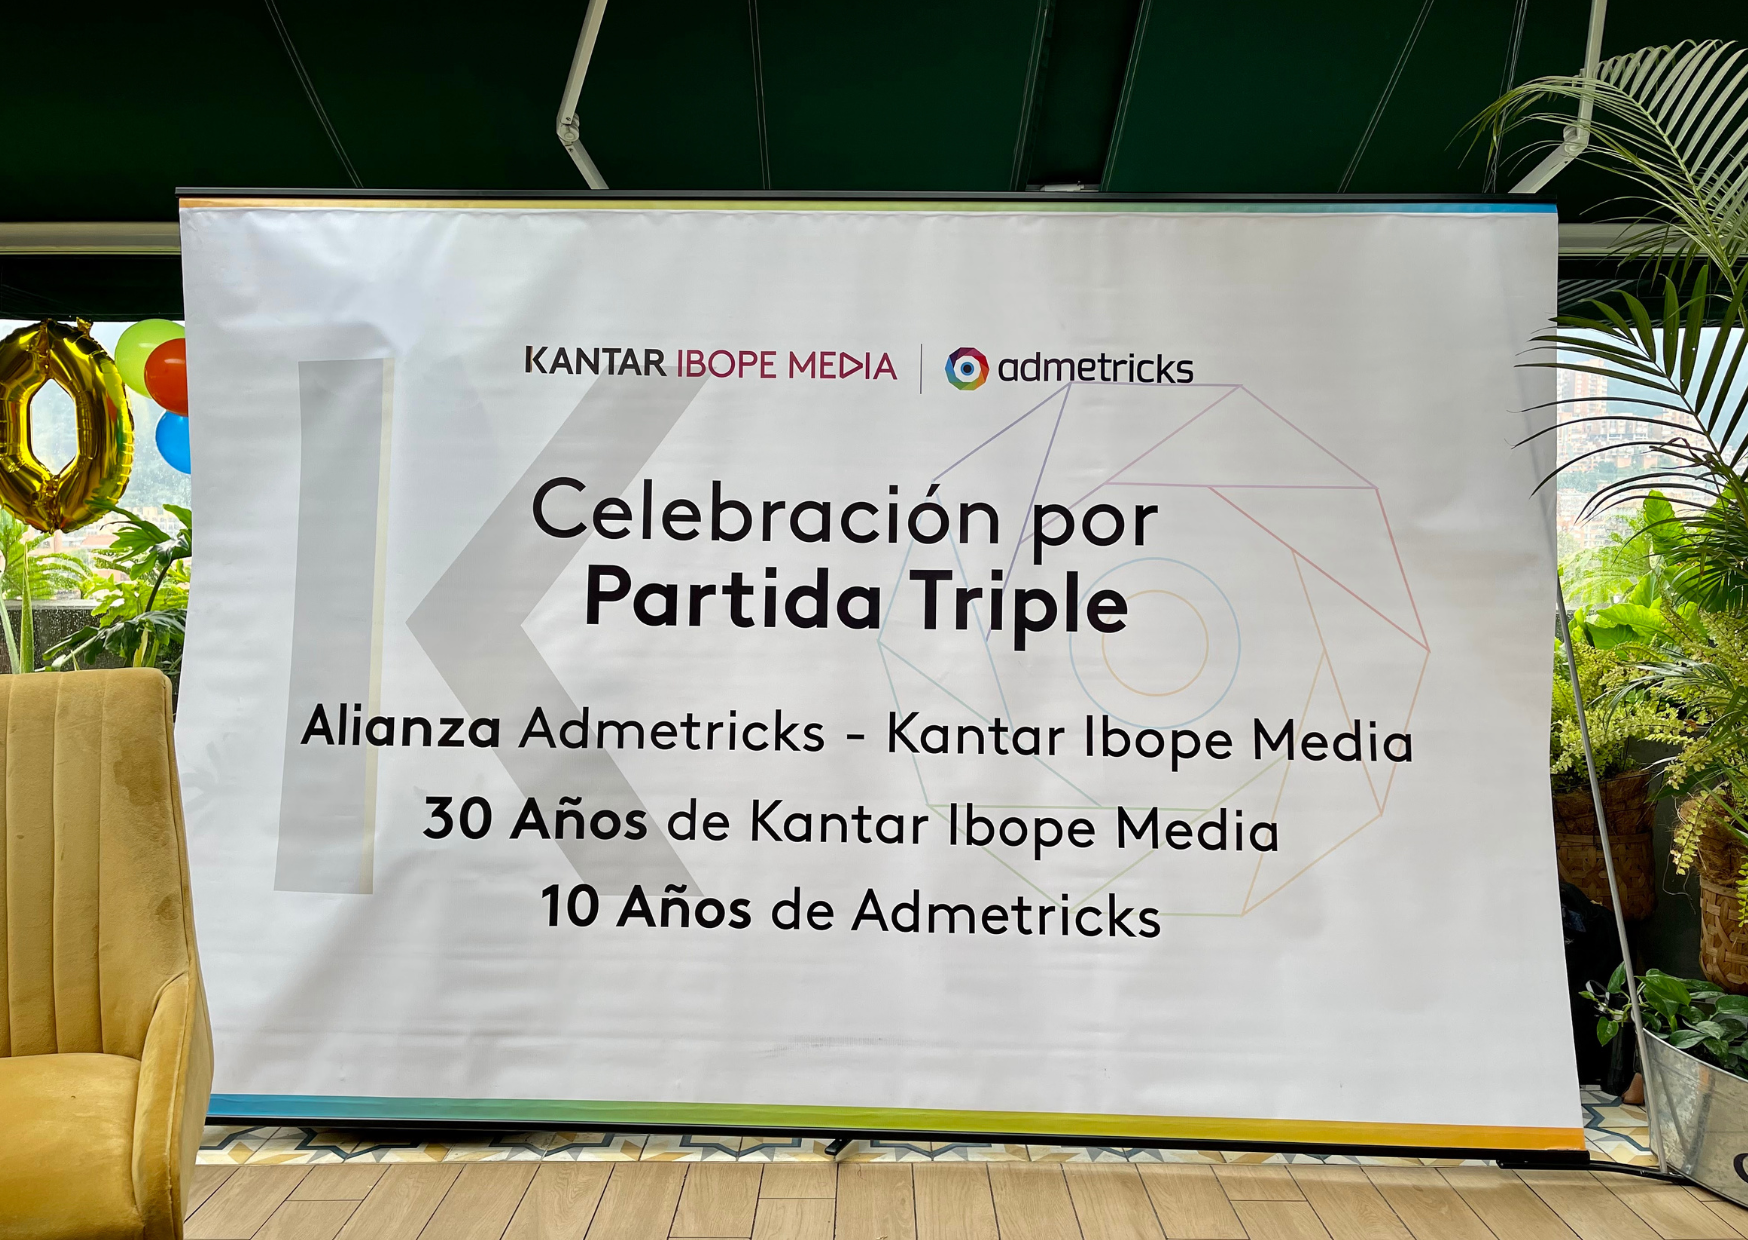 KANTAR IBOPE MEDIA | admetricks
Celebración por
Partida Triple
Alianza Admetricks - Kantar Ibope Media
30 Años de Kantar Ibope Media
10 Años de Admetricks
0